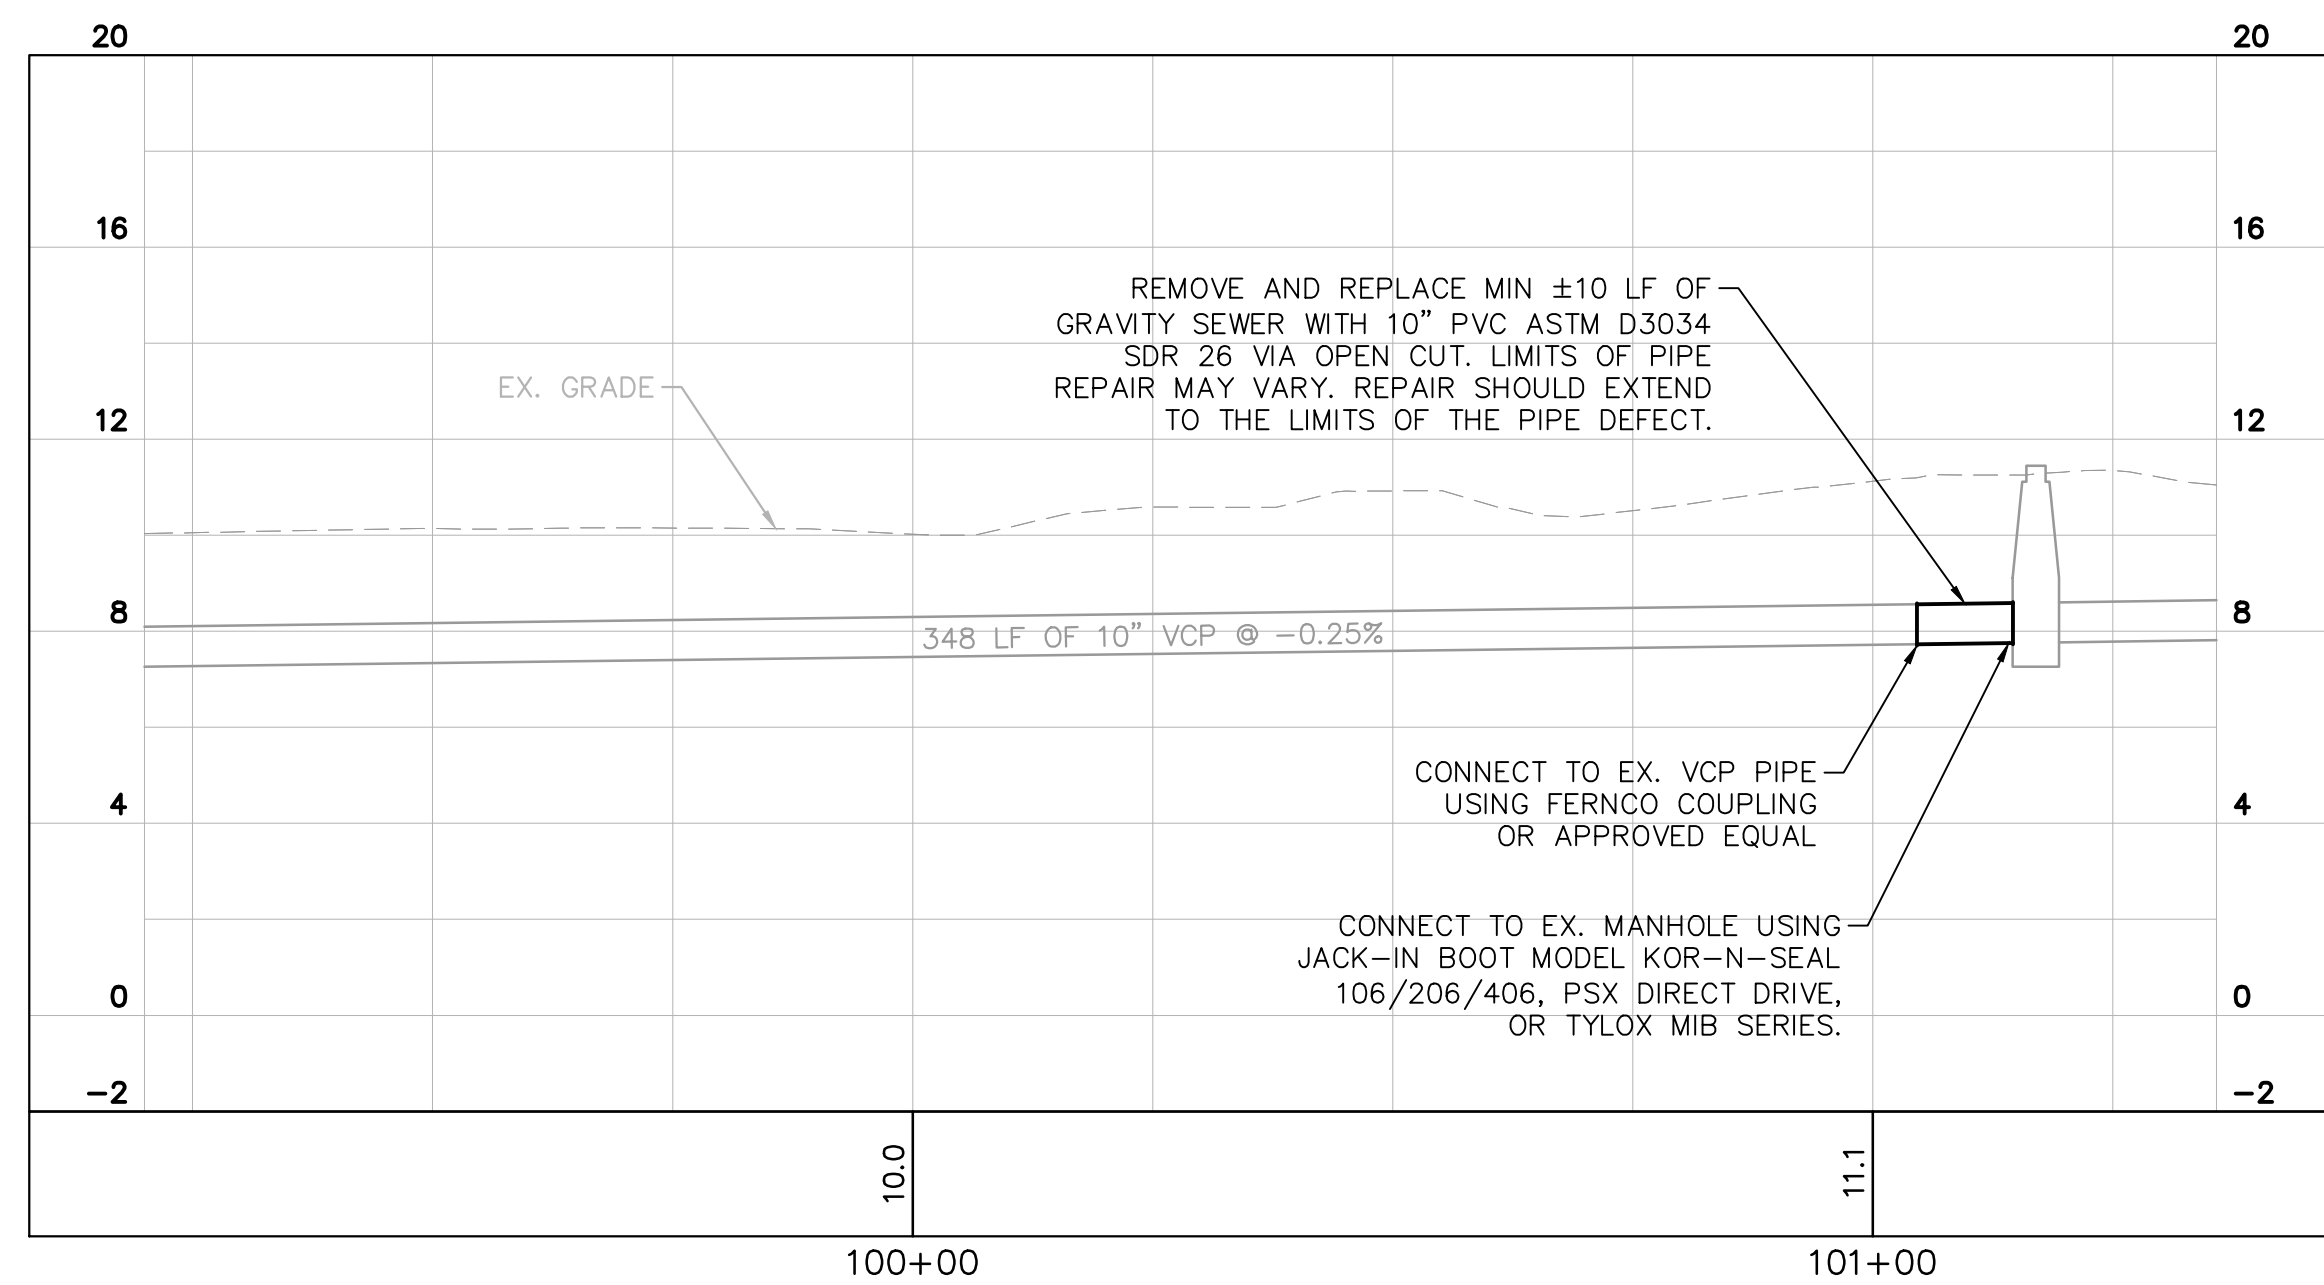 20 20
16 16
REMOVE AND REPLACE MIN ±10 LF OF
GRAVITY SEWER WITH 10" PVC ASTM D3034
SDR 26 VIA OPEN CUT. LIMITS OF PIPE
REPAIR MAY VARY. REPAIR SHOULD EXTEND
TO THE LIMITS OF THE PIPE DEFECT.
EX. GRADE
12 12
8 8
348 LF OF 10" VCP @ -0.25%
CONNECT TO EX. VCP PIPE
USING FERNCO COUPLING
OR APPROVED EQUAL
4 4
CONNECT TO EX. MANHOLE USING
JACK-IN BOOT MODEL KOR-N-SEAL
106/206/406, PSX DIRECT DRIVE,
OR TYLOX MIB SERIES.
0 0
-2 -2
10.0 11.1
100+00 101+00